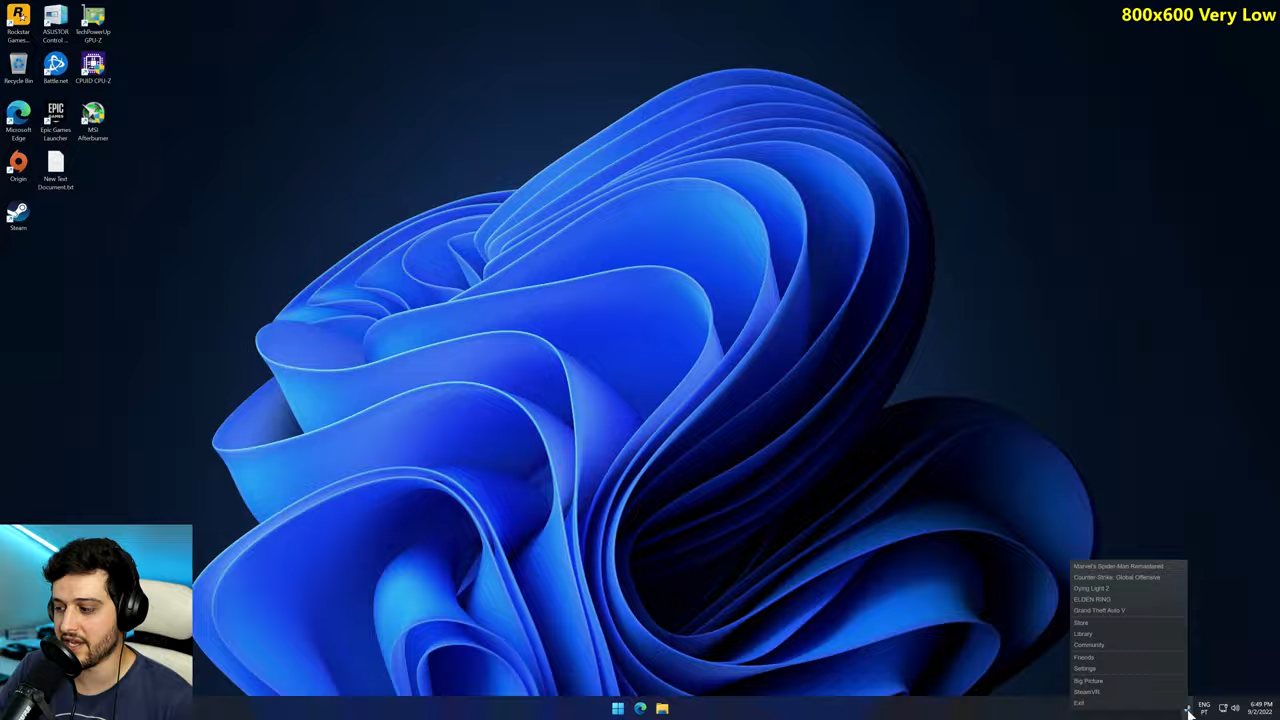 800x600 Very Low
Rockstar
Games...
ASUSTOR
Control ...
TechPowerUp
GPU-Z
Recycle Bin
Battle.net
CPUID CPU-Z
Microsoft
Edge
EPIC
GAMES
Epic Games
Launcher
MSI
Afterburner
Origin
New Text
Document.txt
Steam
Marvel's Spider-Man Remastered
Counter-Strike: Global Offensive
Dying Light 2
ELDEN RING
Grand Theft Auto V
Store
Library
Community
Friends
Settings
Big Picture
SteamVR
Exit
ENG
PT
6:49 PM
9/2/2022